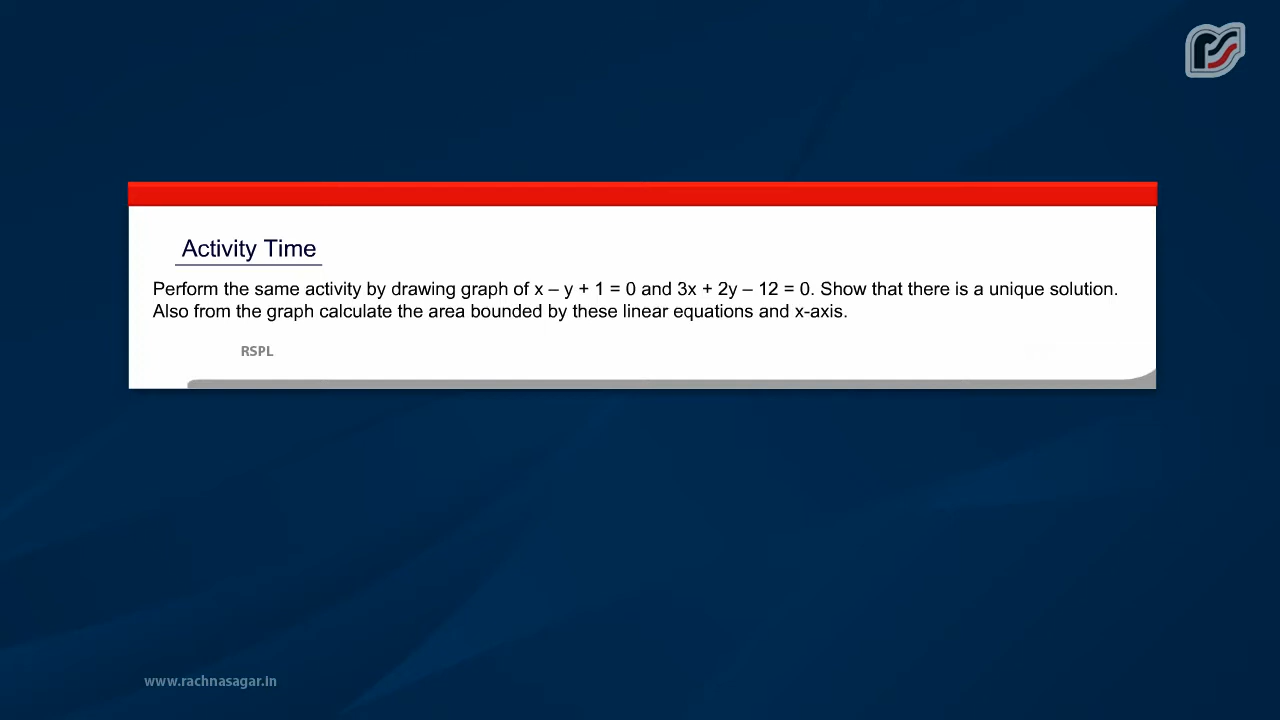 Activity Time
Perform the same activity by drawing graph of x – y + 1 = 0 and 3x + 2y – 12 = 0. Show that there is a unique solution.
Also from the graph calculate the area bounded by these linear equations and x-axis.
RSPL
www.rachnasagar.in